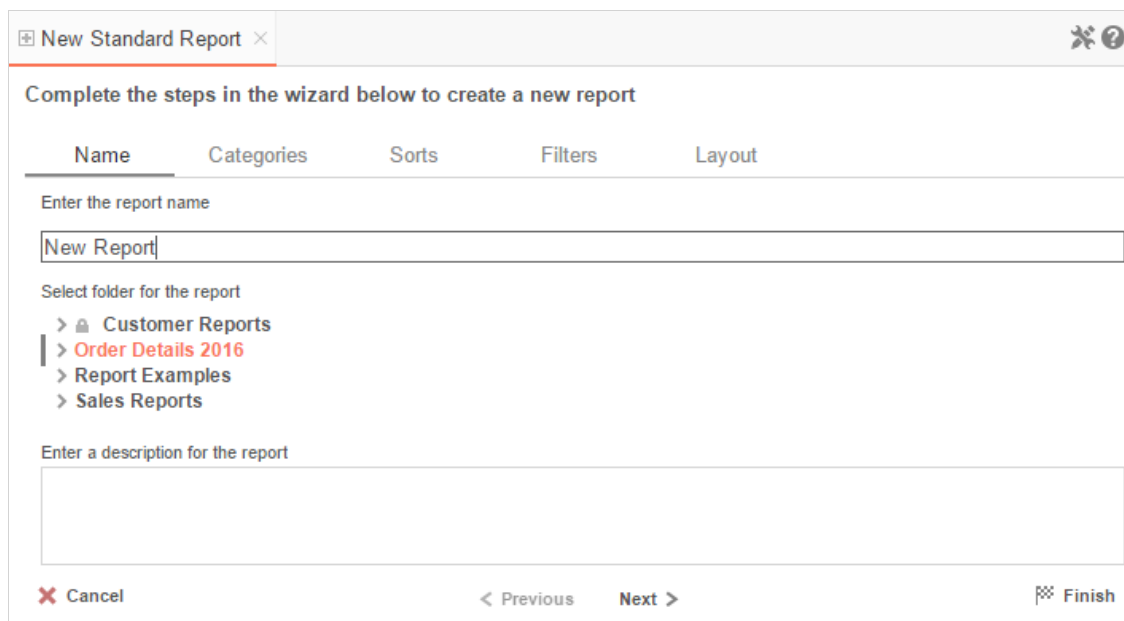 New Standard Report
Complete the steps in the wizard below to create a new report
Name Categories Sorts Filters Layout
Enter the report name
New Report
Select folder for the report
Customer Reports
Order Details 2016
Report Examples
Sales Reports
Enter a description for the report
Cancel < Previous Next > Finish